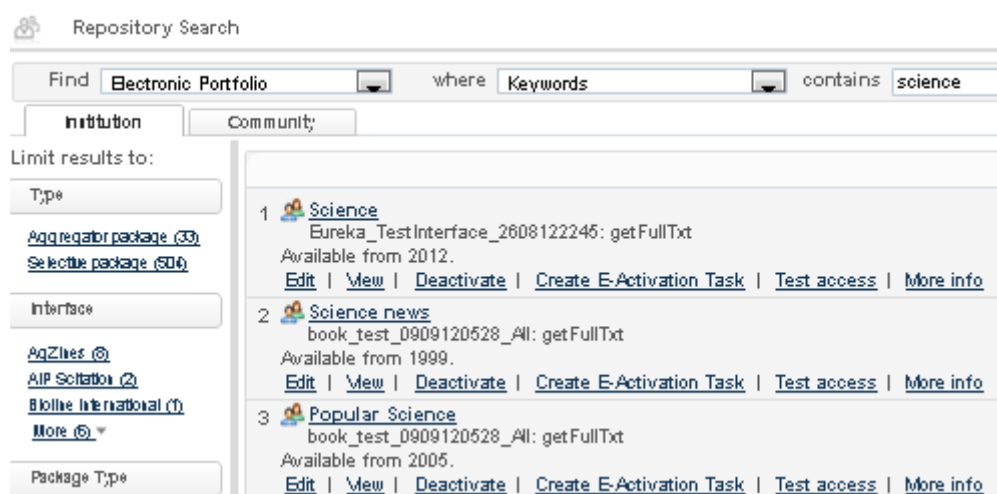 Repository Search
Find Electronic Portfolio where Keywords contains science
Institution Community
Limit results to:
Type
Aggregator package (33)
Selective package (504)
Interface
AgZines (8)
AIP Scitation (2)
Bioline International (1)
More (6)
Package Type
1 Science
Eureka_TestInterface_2608122245: getFullTxt
Available from 2012.
Edit | View | Deactivate | Create E-Activation Task | Test access | More info
2 Science news
book_test_0909120528_All: getFullTxt
Available from 1999.
Edit | View | Deactivate | Create E-Activation Task | Test access | More info
3 Popular Science
book_test_0909120528_All: getFullTxt
Available from 2005.
Edit | View | Deactivate | Create E-Activation Task | Test access | More info